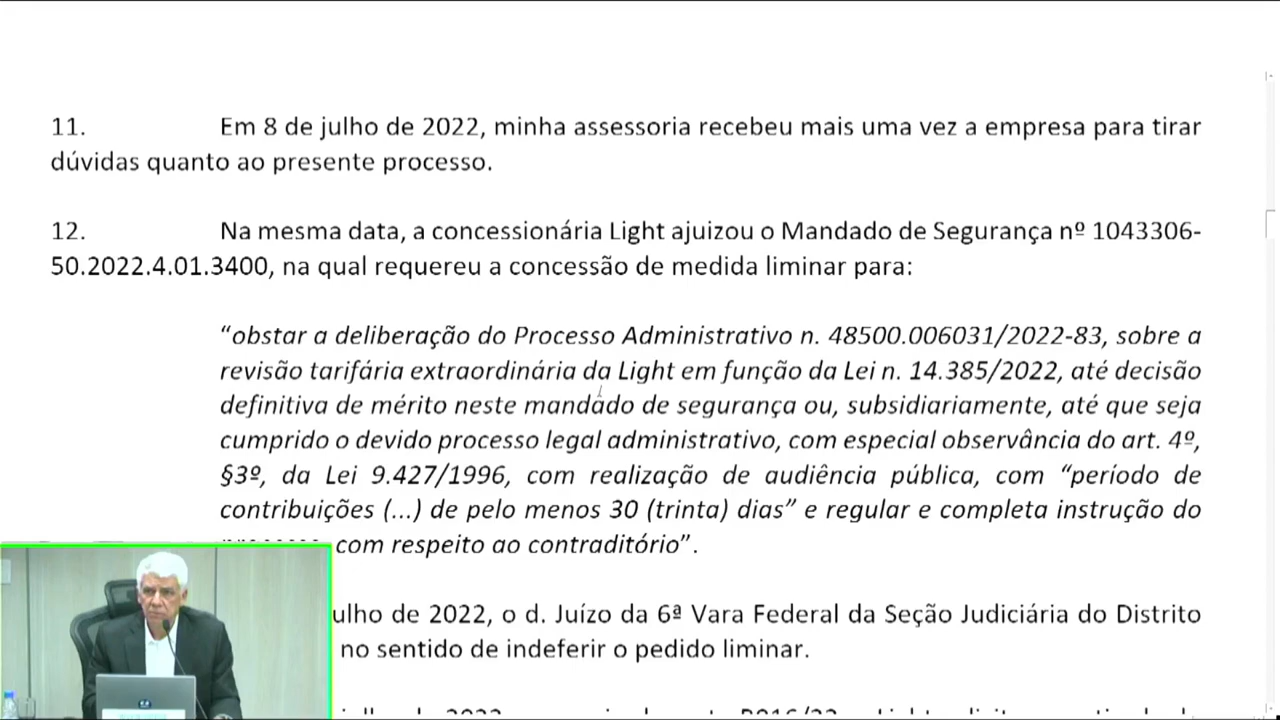 11. Em 8 de julho de 2022, minha assessoria recebeu mais uma vez a empresa para tirar
dúvidas quanto ao presente processo.
12. Na mesma data, a concessionária Light ajuizou o Mandado de Segurança nº 1043306-
50.2022.4.01.3400, na qual requereu a concessão de medida liminar para:
“obstar a deliberação do Processo Administrativo n. 48500.006031/2022-83, sobre a
revisão tarifária extraordinária da Light em função da Lei n. 14.385/2022, até decisão
definitiva de mérito neste mandado de segurança ou, subsidiariamente, até que seja
cumprido o devido processo legal administrativo, com especial observância do art. 4º,
§3º, da Lei 9.427/1996, com realização de audiência pública, com “período de
contribuições (...) de pelo menos 30 (trinta) dias” e regular e completa instrução do
com respeito ao contraditório”.
ulho de 2022, o d. Juízo da 6ª Vara Federal da Seção Judiciária do Distrito
no sentido de indeferir o pedido liminar.